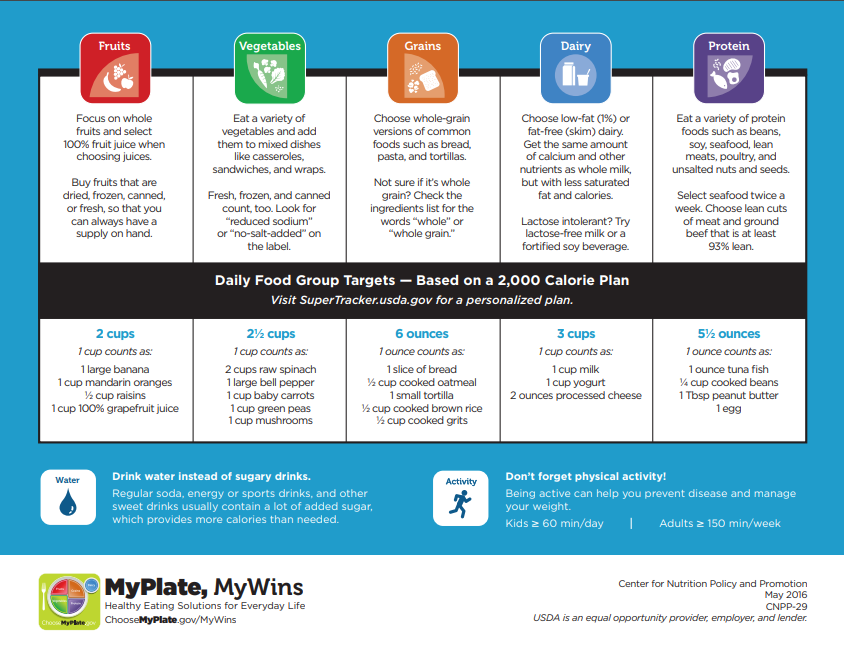 Fruits
Focus on whole
fruits and select
100% fruit juice when
choosing juices.
Buy fruits that are
dried, frozen, canned,
or fresh, so that you
can always have a
supply on hand.
Vegetables
Eat a variety of
vegetables and add
them to mixed dishes
like casseroles,
sandwiches, and wraps.
Fresh, frozen, and canned
count, too. Look for
“reduced sodium”
or “no-salt-added” on
the label.
Grains
Choose whole-grain
versions of common
foods such as bread,
pasta, and tortillas.
Not sure if it’s whole
grain? Check the
ingredients list for the
words “whole” or
“whole grain.”
Dairy
Choose low-fat (1%) or
fat-free (skim) dairy.
Get the same amount
of calcium and other
nutrients as whole milk,
but with less saturated
fat and calories.
Lactose intolerant? Try
lactose-free milk or a
fortified soy beverage.
Protein
Eat a variety of protein
foods such as beans,
soy, seafood, lean
meats, poultry, and
unsalted nuts and seeds.
Select seafood twice a
week. Choose lean cuts
of meat and ground
beef that is at least
93% lean.
Daily Food Group Targets — Based on a 2,000 Calorie Plan
Visit SuperTracker.usda.gov for a personalized plan.
2 cups
1 cup counts as:
1 large banana
1 cup mandarin oranges
½ cup raisins
1 cup 100% grapefruit juice
2½ cups
1 cup counts as:
2 cups raw spinach
1 large bell pepper
1 cup baby carrots
1 cup green peas
1 cup mushrooms
6 ounces
1 ounce counts as:
1 slice of bread
½ cup cooked oatmeal
1 small tortilla
½ cup cooked brown rice
½ cup cooked grits
3 cups
1 cup counts as:
1 cup milk
1 cup yogurt
2 ounces processed cheese
5½ ounces
1 ounce counts as:
1 ounce tuna fish
¼ cup cooked beans
1 Tbsp peanut butter
1 egg
Water
Drink water instead of sugary drinks.
Regular soda, energy or sports drinks, and other
sweet drinks usually contain a lot of added sugar,
which provides more calories than needed.
Activity
Don’t forget physical activity!
Being active can help you prevent disease and manage
your weight.
Kids ≥ 60 min/day | Adults ≥ 150 min/week
ChooseMyPlate.gov
MyPlate, MyWins
Healthy Eating Solutions for Everyday Life
ChooseMyPlate.gov/MyWins
Center for Nutrition Policy and Promotion
May 2016
CNPP-29
USDA is an equal opportunity provider, employer, and lender.